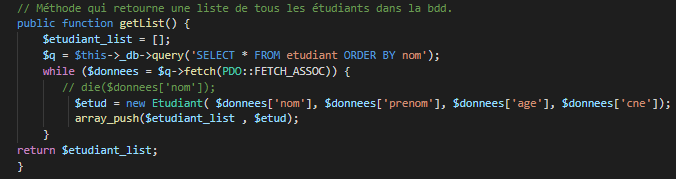 // Méthode qui retourne une liste de tous les étudiants dans la bdd.
public function getList() {
$etudiant_list = [];
$q = $this->_db->query('SELECT * FROM etudiant ORDER BY nom');
while ($donnees = $q->fetch(PDO::FETCH_ASSOC)) {
// die($donnees['nom']);
$etud = new Etudiant( $donnees['nom'], $donnees['prenom'], $donnees['age'], $donnees['cne']);
array_push($etudiant_list , $etud);
}
return $etudiant_list;
}